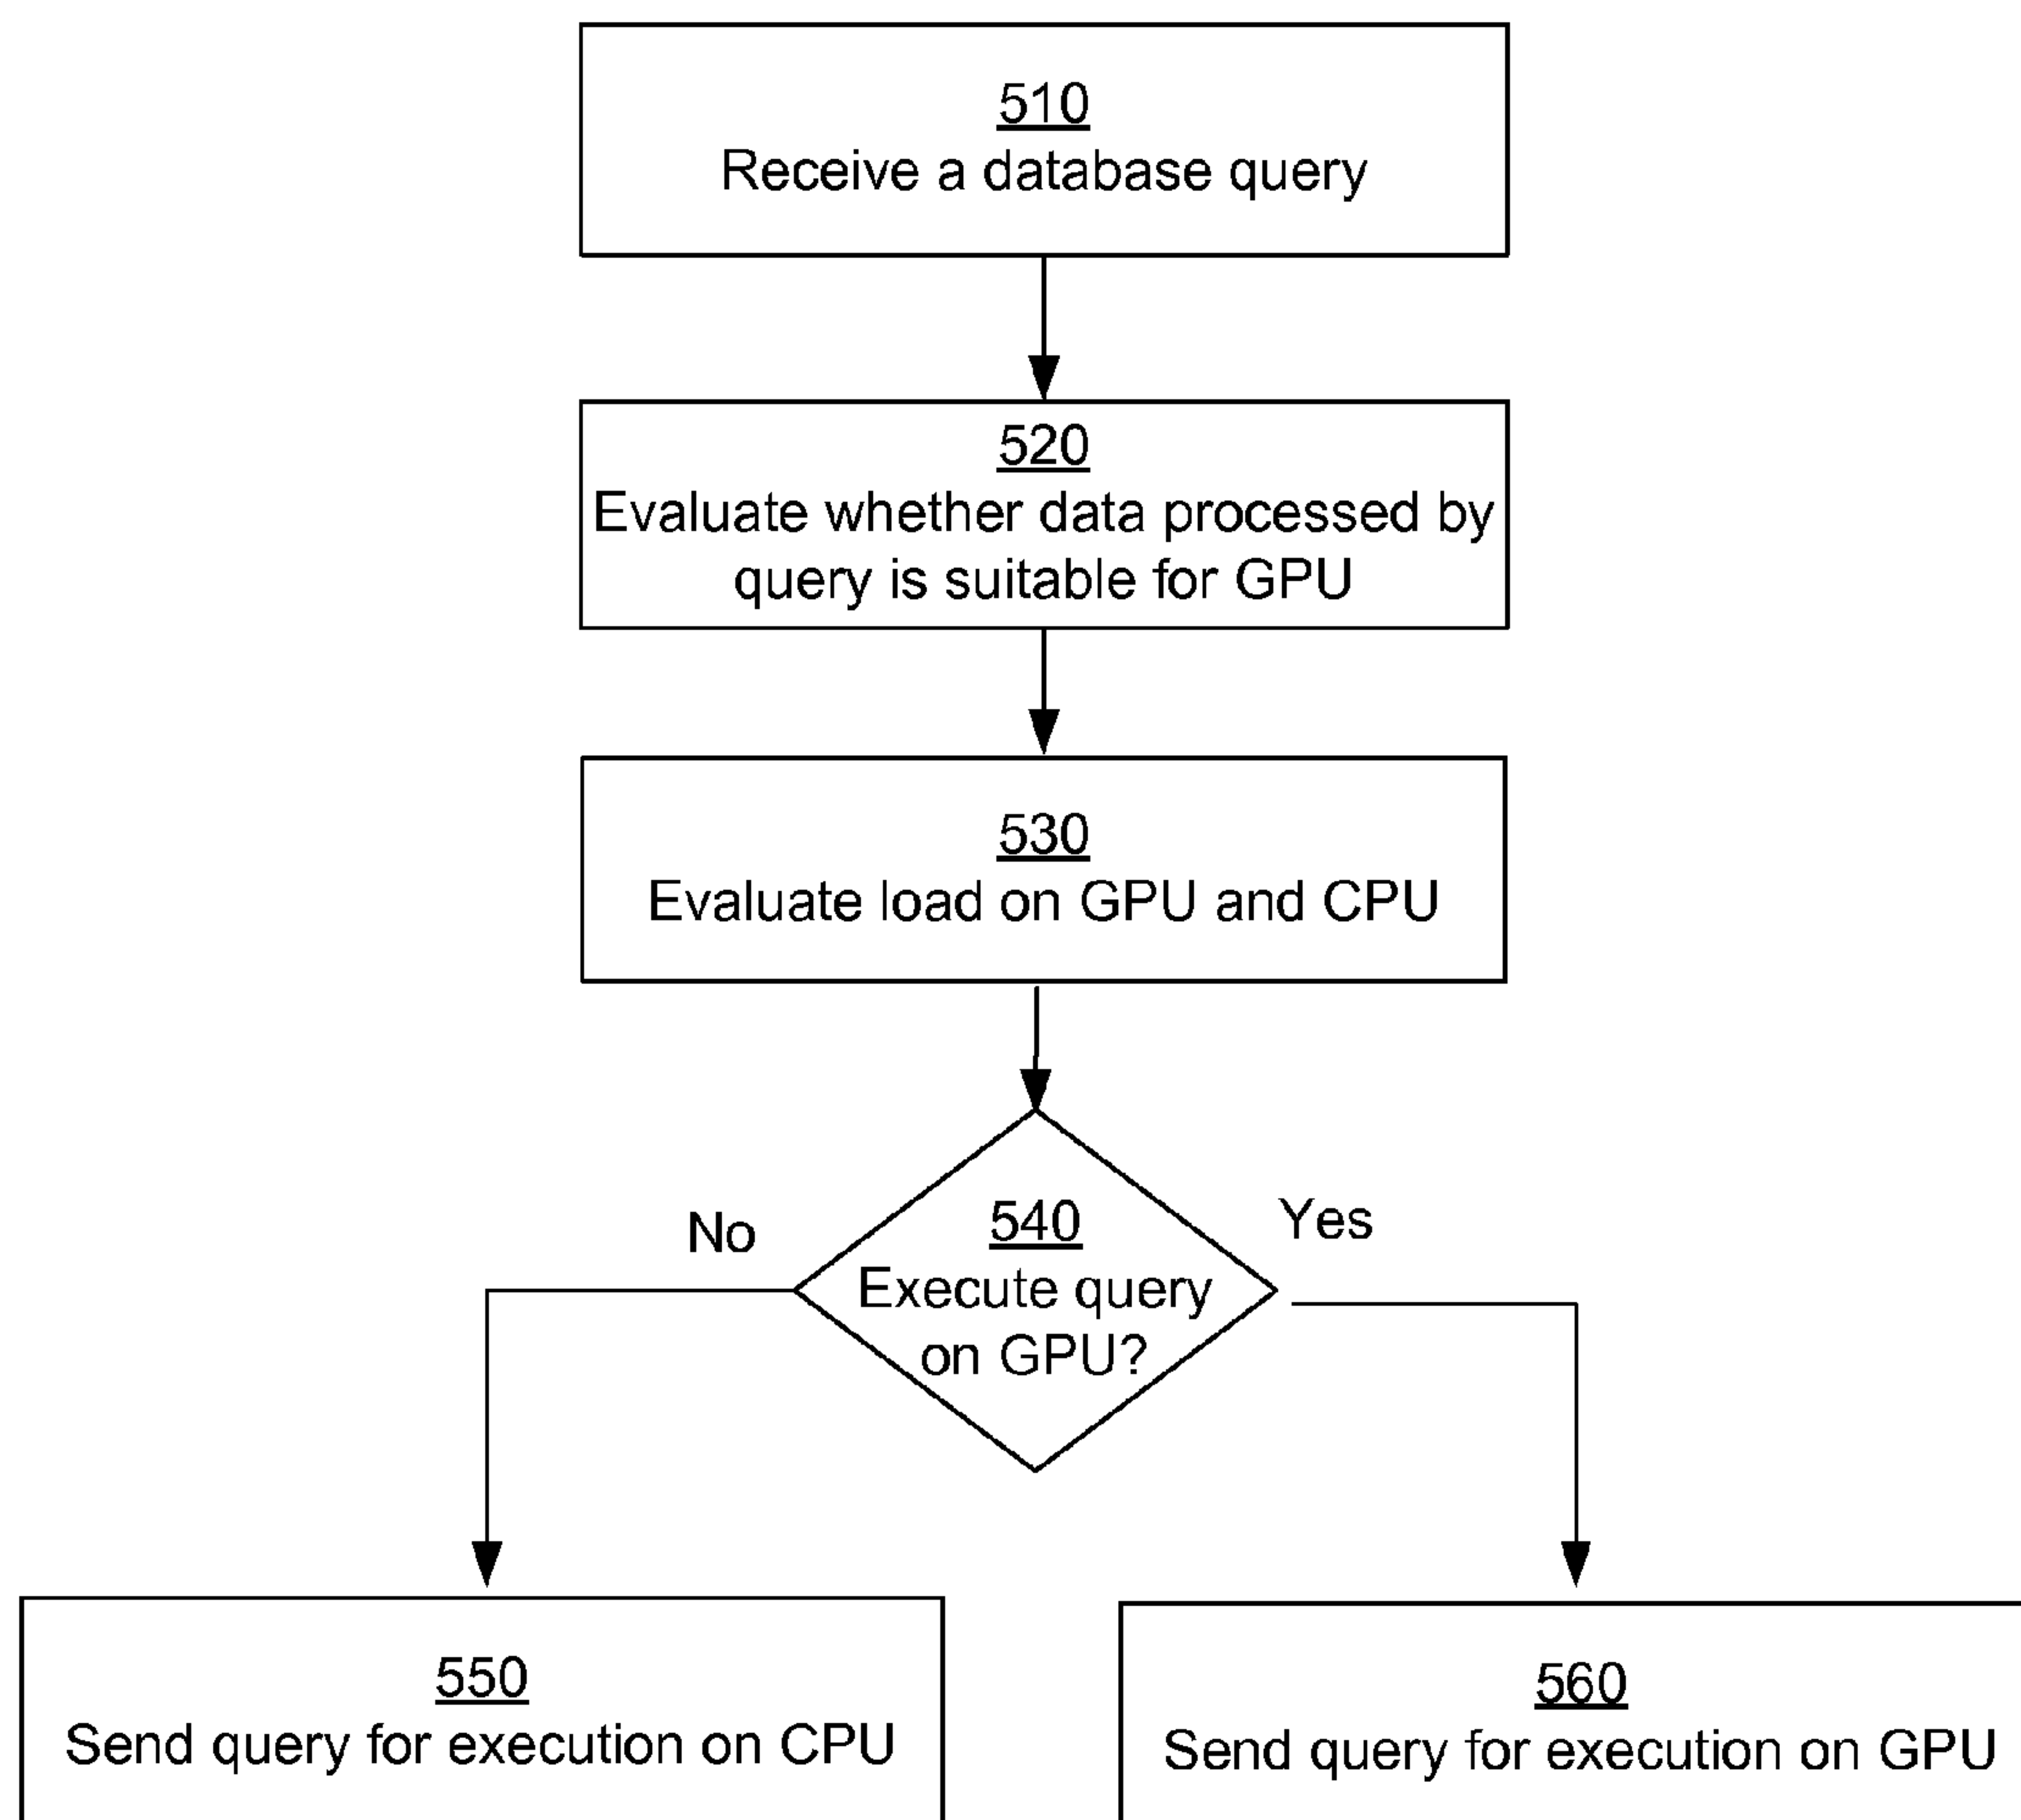 510
Receive a database query
520
Evaluate whether data processed by
query is suitable for GPU
530
Evaluate load on GPU and CPU
No
540
Execute query
on GPU?
Yes
550
Send query for execution on CPU
560
Send query for execution on GPU